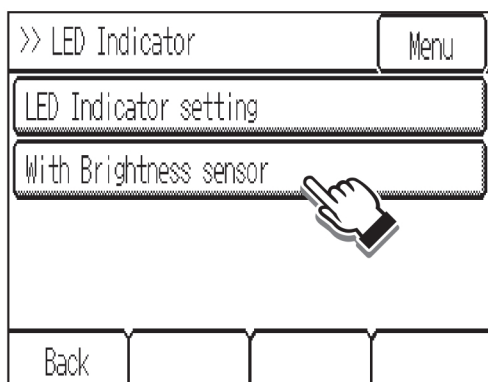 >> LED Indicator
Menu
LED Indicator setting
With Brightness sensor
Back